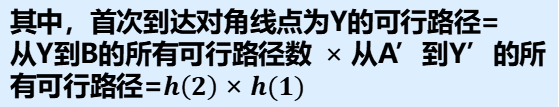 其中，首次到达对角线点为Y的可行路径=
从Y到B的所有可行路径数 × 从A’到Y’的所
有可行路径=h(2) × h(1)